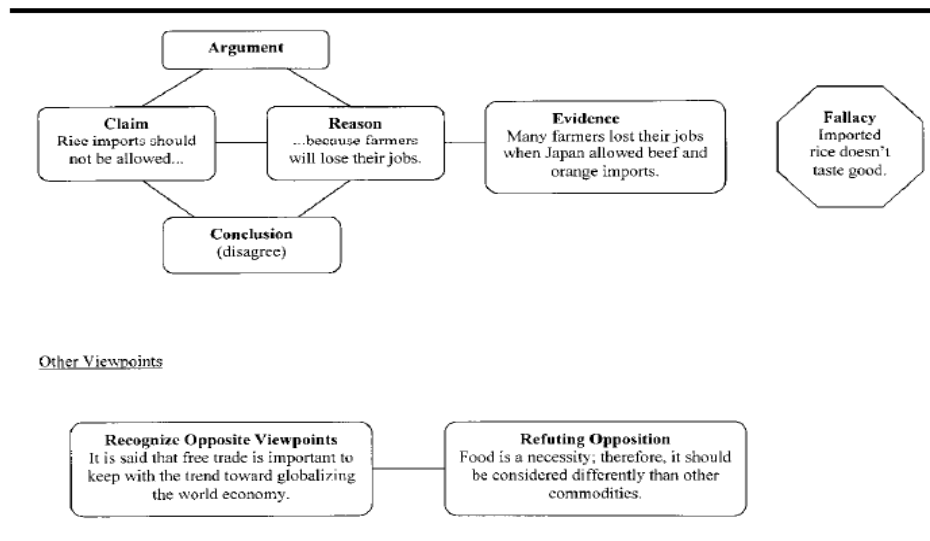 Argument
Claim
Rice imports should
not be allowed...
Reason
...because farmers
will lose their jobs.
Evidence
Many farmers lost their jobs
when Japan allowed beef and
orange imports.
Fallacy
Imported
rice doesn't
taste good.
Conclusion
(disagree)
Other Viewpoints
Recognize Opposite Viewpoints
It is said that free trade is important to
keep with the trend toward globalizing
the world economy.
Refuting Opposition
Food is a necessity; therefore, it should
be considered differently than other
commodities.